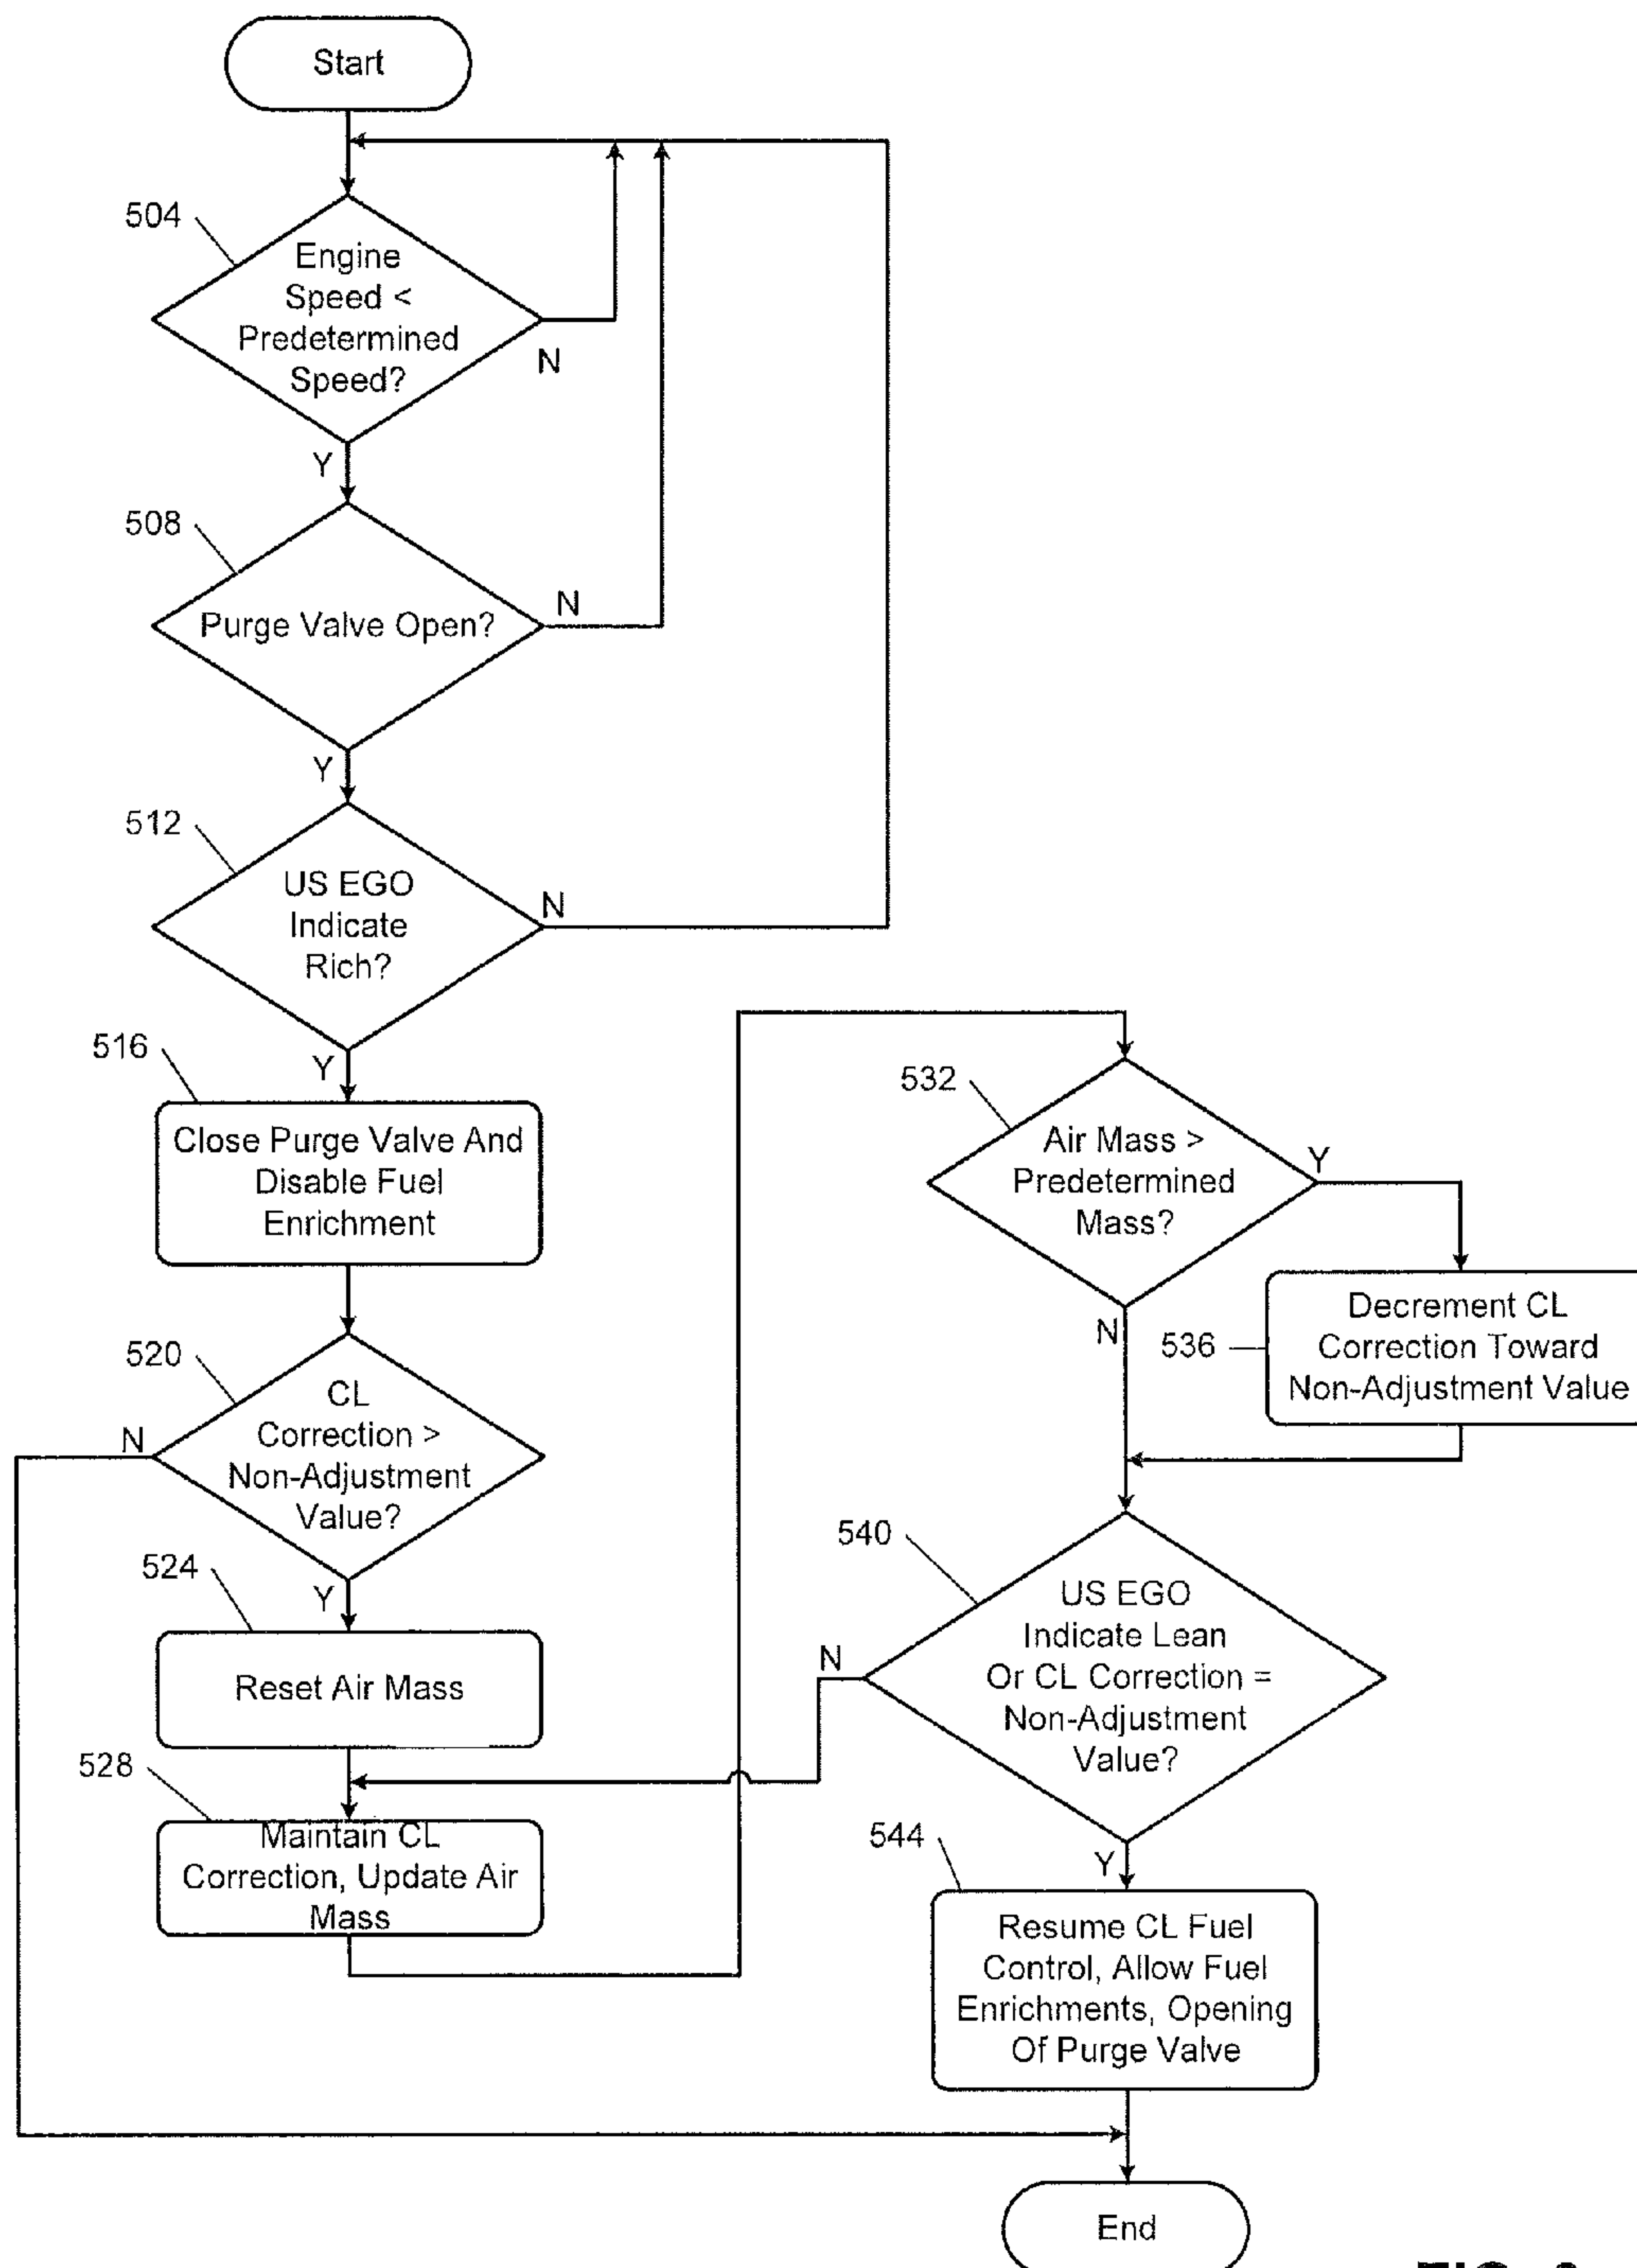 Start
504
Engine
Speed <
Predetermined
Speed?
N
Y
508
Purge Valve Open?
N
Y
512
US EGO
Indicate
Rich?
N
Y
516
Close Purge Valve And
Disable Fuel
Enrichment
520
CL
Correction >
Non-Adjustment
Value?
N
Y
524
Reset Air Mass
528
Maintain CL
Correction, Update Air
Mass
532
Air Mass >
Predetermined
Mass?
Y
N
536
Decrement CL
Correction Toward
Non-Adjustment Value
540
US EGO
Indicate Lean
Or CL Correction =
Non-Adjustment
Value?
N
Y
544
Resume CL Fuel
Control, Allow Fuel
Enrichments, Opening
Of Purge Valve
End